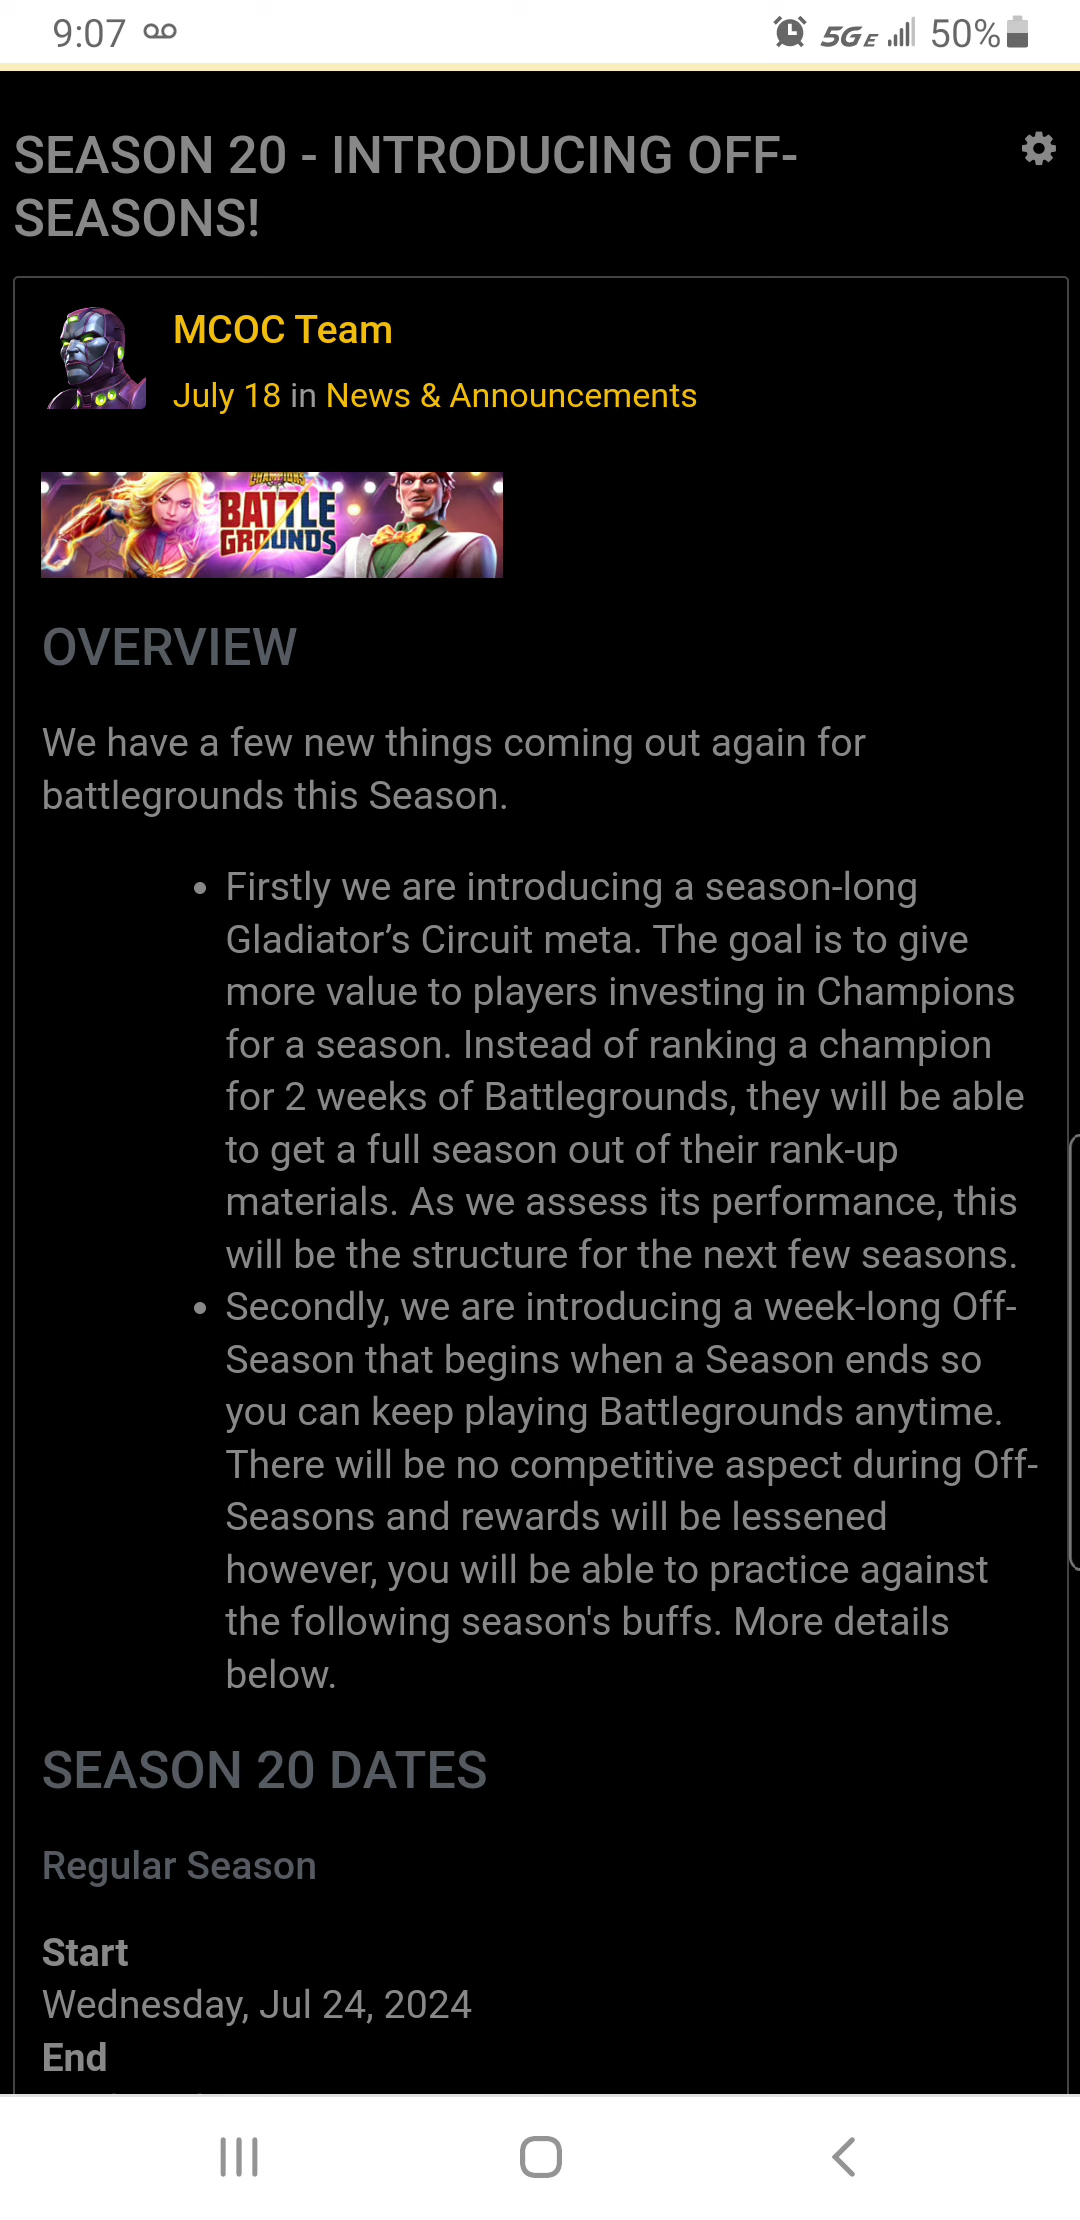 9:07
5GE 50%
SEASON 20 - INTRODUCING OFF-
SEASONS!
MCOC Team
July 18 in News & Announcements
CHAMPIONS
BATTLE
GROUNDS
OVERVIEW
We have a few new things coming out again for
battlegrounds this Season.
• Firstly we are introducing a season-long
Gladiator’s Circuit meta. The goal is to give
more value to players investing in Champions
for a season. Instead of ranking a champion
for 2 weeks of Battlegrounds, they will be able
to get a full season out of their rank-up
materials. As we assess its performance, this
will be the structure for the next few seasons.
• Secondly, we are introducing a week-long Off-
Season that begins when a Season ends so
you can keep playing Battlegrounds anytime.
There will be no competitive aspect during Off-
Seasons and rewards will be lessened
however, you will be able to practice against
the following season's buffs. More details
below.
SEASON 20 DATES
Regular Season
Start
Wednesday, Jul 24, 2024
End